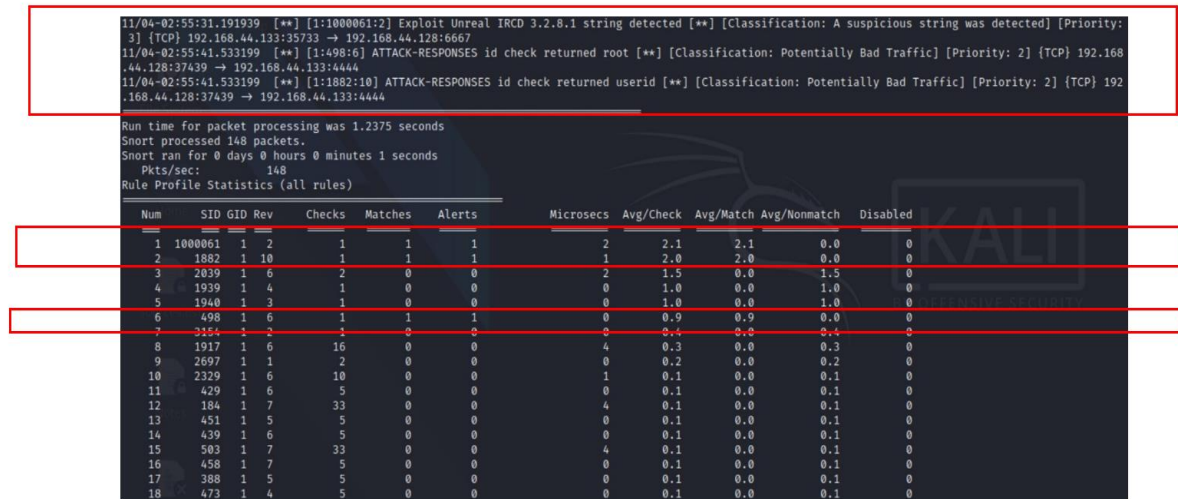 11/04-02:55:31.191939 [**] [1:1000061:2] Exploit Unreal IRCD 3.2.8.1 string detected [**] [Classification: A suspicious string was detected] [Priority:
3] {TCP} 192.168.44.133:35733 → 192.168.44.128:6667
11/04-02:55:41.533199 [**] [1:498:6] ATTACK-RESPONSES id check returned root [**] [Classification: Potentially Bad Traffic] [Priority: 2] {TCP} 192.168
.44.128:37439 → 192.168.44.133:4444
11/04-02:55:41.533199 [**] [1:1882:10] ATTACK-RESPONSES id check returned userid [**] [Classification: Potentially Bad Traffic] [Priority: 2] {TCP} 192
.168.44.128:37439 → 192.168.44.133:4444
Run time for packet processing was 1.2375 seconds
Snort processed 148 packets.
Snort ran for 0 days 0 hours 0 minutes 1 seconds
Pkts/sec: 148
Rule Profile Statistics (all rules)
Num SID GID Rev Checks Matches Alerts Microsecs Avg/Check Avg/Match Avg/Nonmatch Disabled
1 1000061 1 2 1 1 1 2 2.1 2.1 0.0 0
2 1882 1 10 1 1 1 1 2.0 2.0 0.0 0
3 2039 1 6 2 0 0 2 1.5 0.0 1.5 0
4 1939 1 4 1 0 0 0 1.0 0.0 1.0 0
5 1940 1 3 1 0 0 0 1.0 0.0 1.0 0
6 498 1 6 1 1 1 0 0.9 0.9 0.0 0
7 3154 1 2 1 0 0 0 0.4 0.0 0.4 0
8 1917 1 6 16 0 0 4 0.3 0.0 0.3 0
9 2697 1 1 2 0 0 0 0.2 0.0 0.2 0
10 2329 1 6 10 0 0 1 0.1 0.0 0.1 0
11 429 1 6 5 0 0 0 0.1 0.0 0.1 0
12 184 1 7 33 0 0 4 0.1 0.0 0.1 0
13 451 1 5 5 0 0 0 0.1 0.0 0.1 0
14 439 1 6 5 0 0 0 0.1 0.0 0.1 0
15 503 1 7 33 0 0 4 0.1 0.0 0.1 0
16 458 1 7 5 0 0 0 0.1 0.0 0.1 0
17 388 1 5 5 0 0 0 0.1 0.0 0.1 0
18 473 1 4 5 0 0 0 0.1 0.0 0.1 0
KALI
BY OFFENSIVE SECURITY